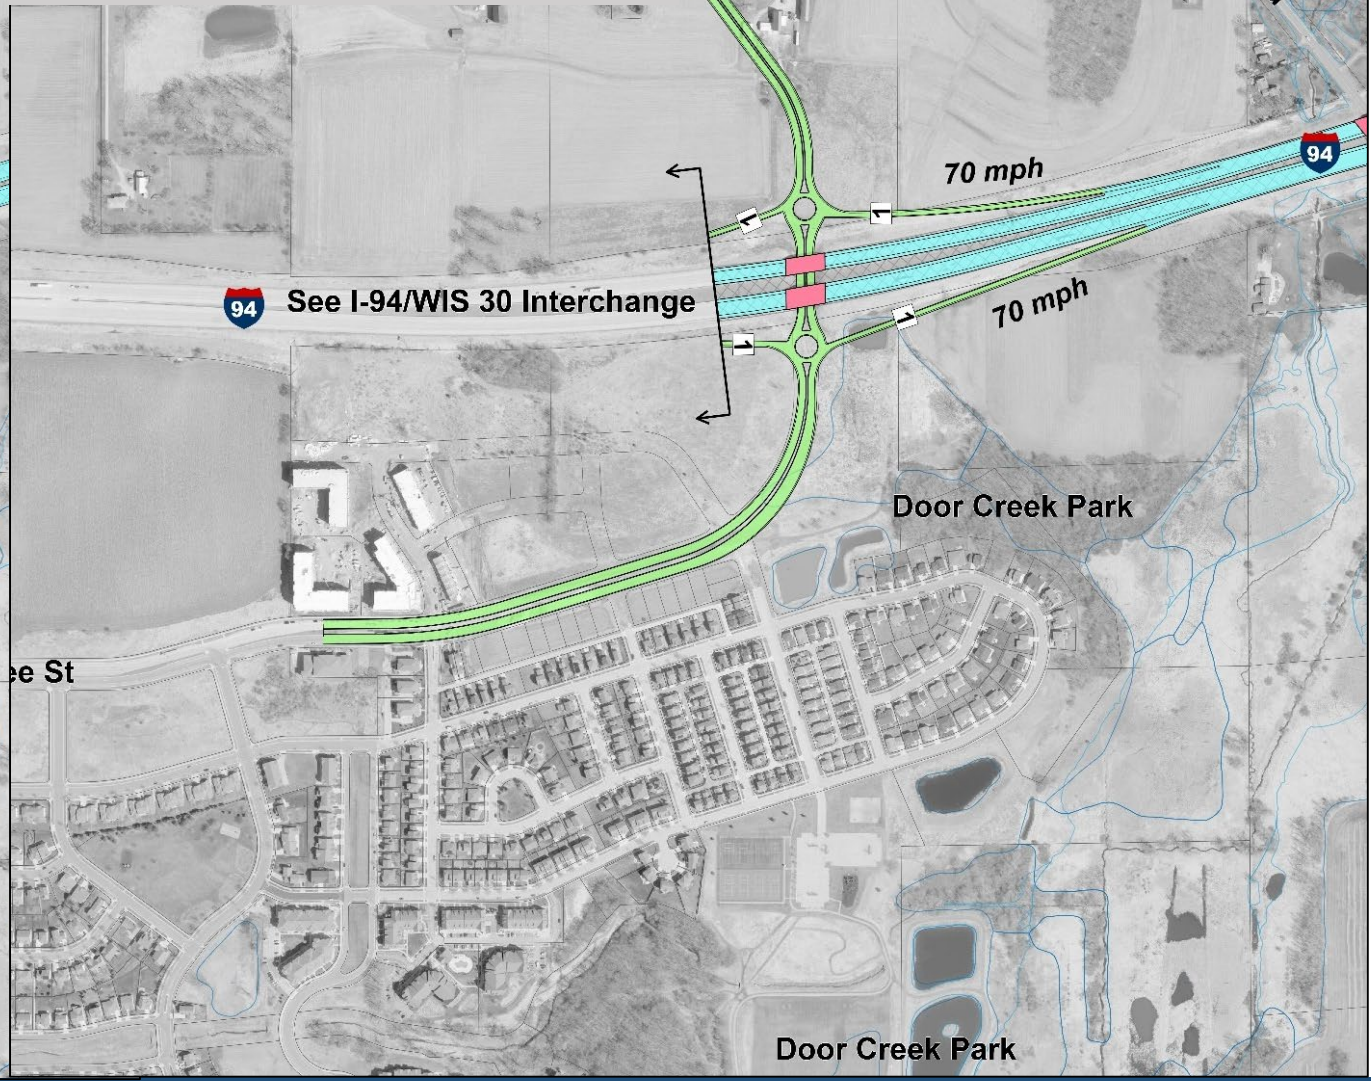 94
70 mph
1
1
94
See I-94/WIS 30 Interchange
70 mph
1
1
Door Creek Park
ee St
Door Creek Park